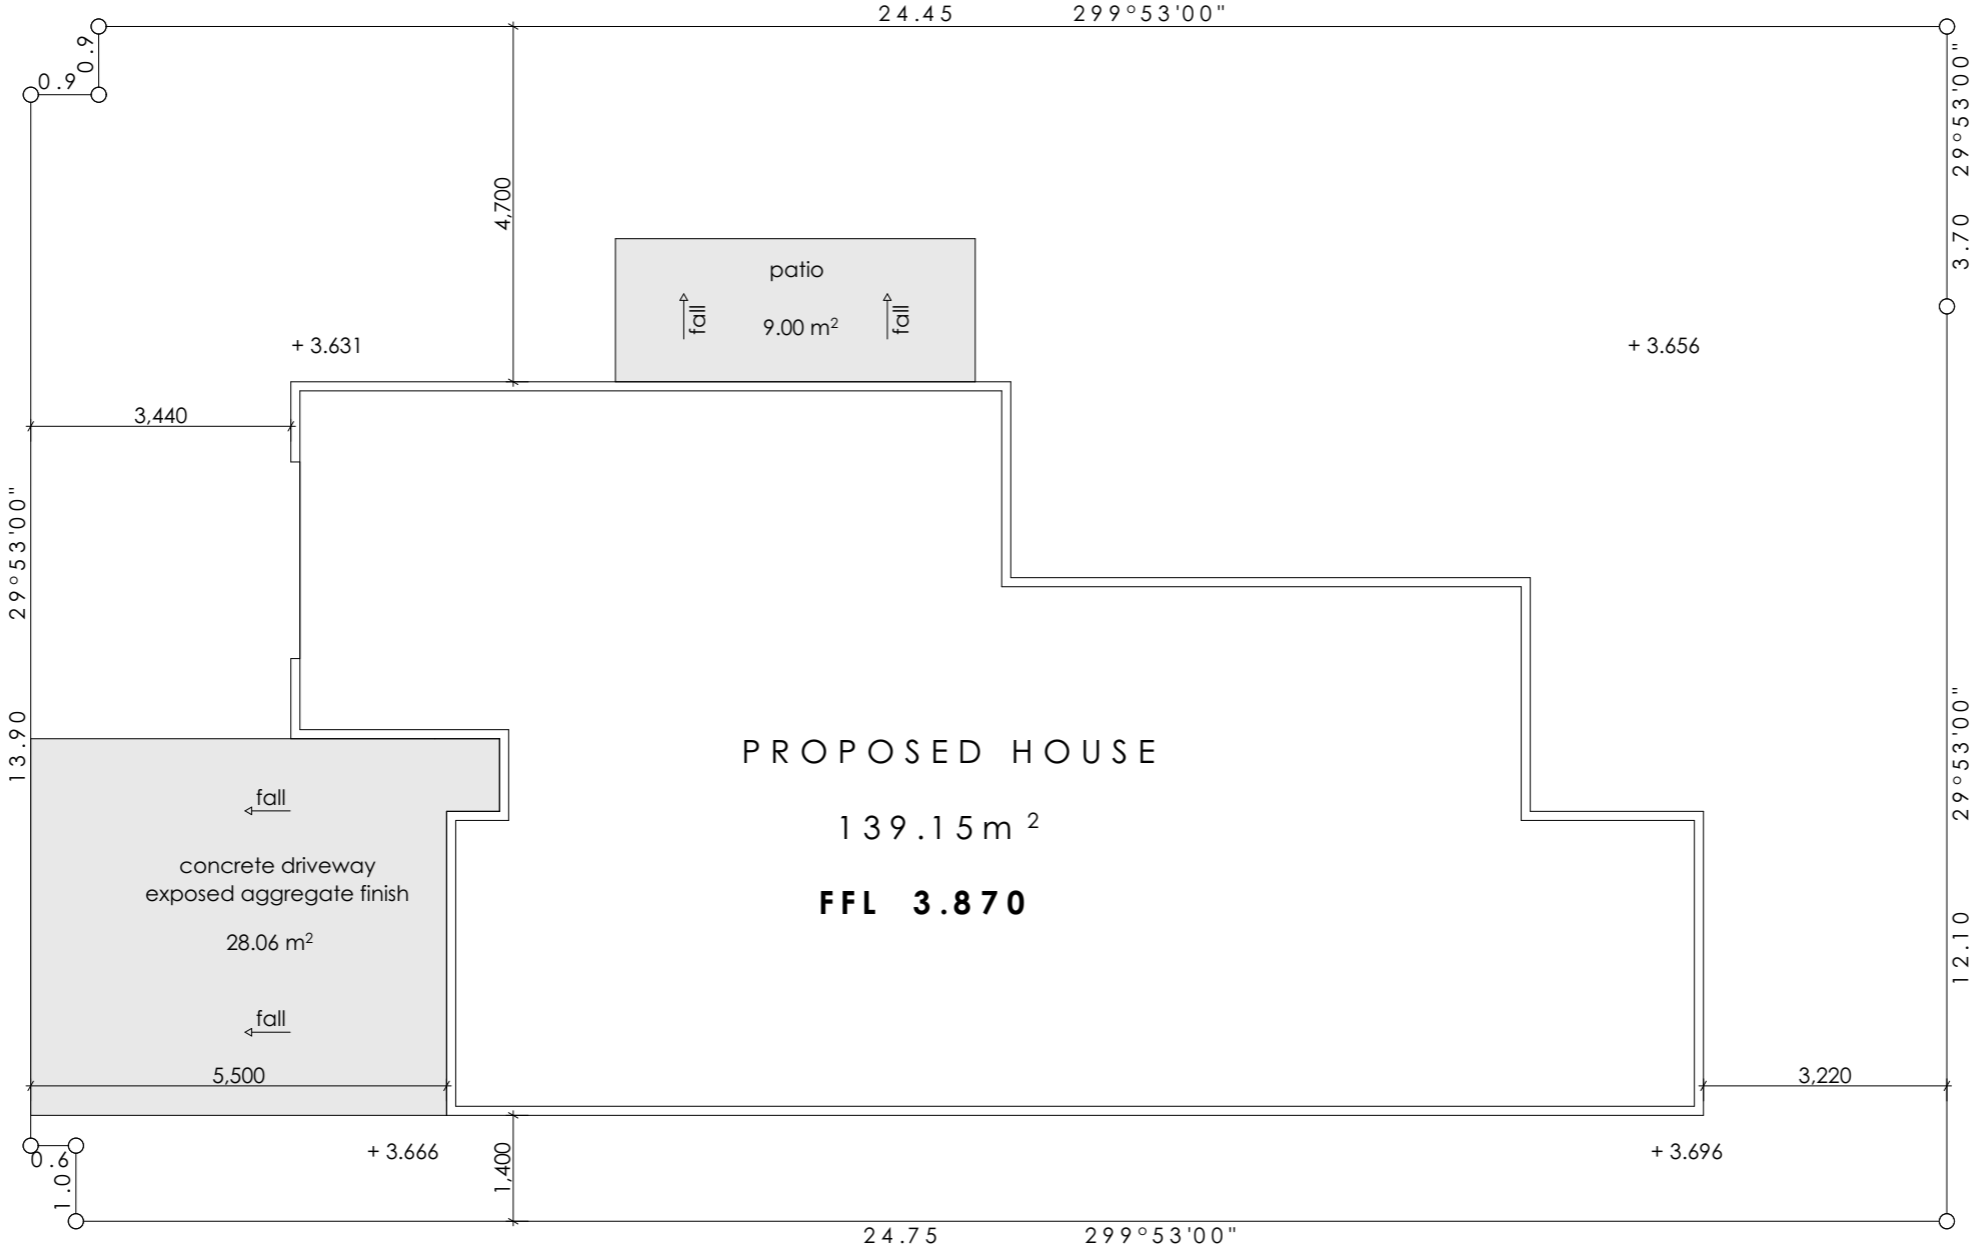 24.45 299°53'00"
0.9
0.9
29°53'00"
3.70
4,700
patio
fall
9.00 m²
fall
+ 3.631
+ 3.656
3,440
29°53'00"
13.90
PROPOSED HOUSE
139.15m²
FFL 3.870
fall
concrete driveway
exposed aggregate finish
28.06 m²
fall
5,500
29°53'00"
12.10
3,220
0.6
1.0
+ 3.666
1,400
+ 3.696
24.75 299°53'00"